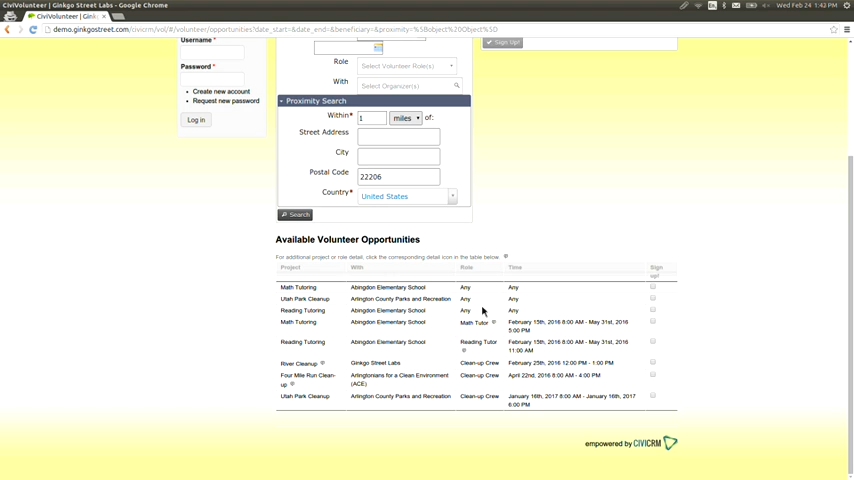 CiviVolunteer | Ginkgo Street Labs - Google Chrome
En
Wed Feb 24 1:42 PM
CiviVolunteer | Gink
demo.ginkgostreet.com/civicrm/vol/#/volunteer/opportunities?date_start=&date_end=&beneficiary=&proximity=%5Bobject%20Object%5D
Username *
Password *
• Create new account
• Request new password
Log in
Role
Select Volunteer Role(s)
With
Select Organizer(s)
Sign Up!
Proximity Search
Within* 1 miles of:
Street Address
City
Postal Code 22206
Country* United States
Search
Available Volunteer Opportunities
For additional project or role detail, click the corresponding detail icon in the table below.
Project With Role Time Sign
up!
Math Tutoring Abingdon Elementary School Any Any
Utah Park Cleanup Arlington County Parks and Recreation Any Any
Reading Tutoring Abingdon Elementary School Any Any
Math Tutoring Abingdon Elementary School Math Tutor February 15th, 2016 8:00 AM - May 31st, 2016
5:00 PM
Reading Tutoring Abingdon Elementary School Reading Tutor February 15th, 2016 8:00 AM - May 31st, 2016
11:00 AM
River Cleanup Ginkgo Street Labs Clean-up Crew February 25th, 2016 12:00 PM - 1:00 PM
Four Mile Run Clean- Arlingtonians for a Clean Environment Clean-up Crew April 22nd, 2016 8:00 AM - 4:00 PM
up (ACE)
Utah Park Cleanup Arlington County Parks and Recreation Clean-up Crew January 16th, 2017 8:00 AM - January 16th, 2017
6:00 PM
empowered by CIVICRM